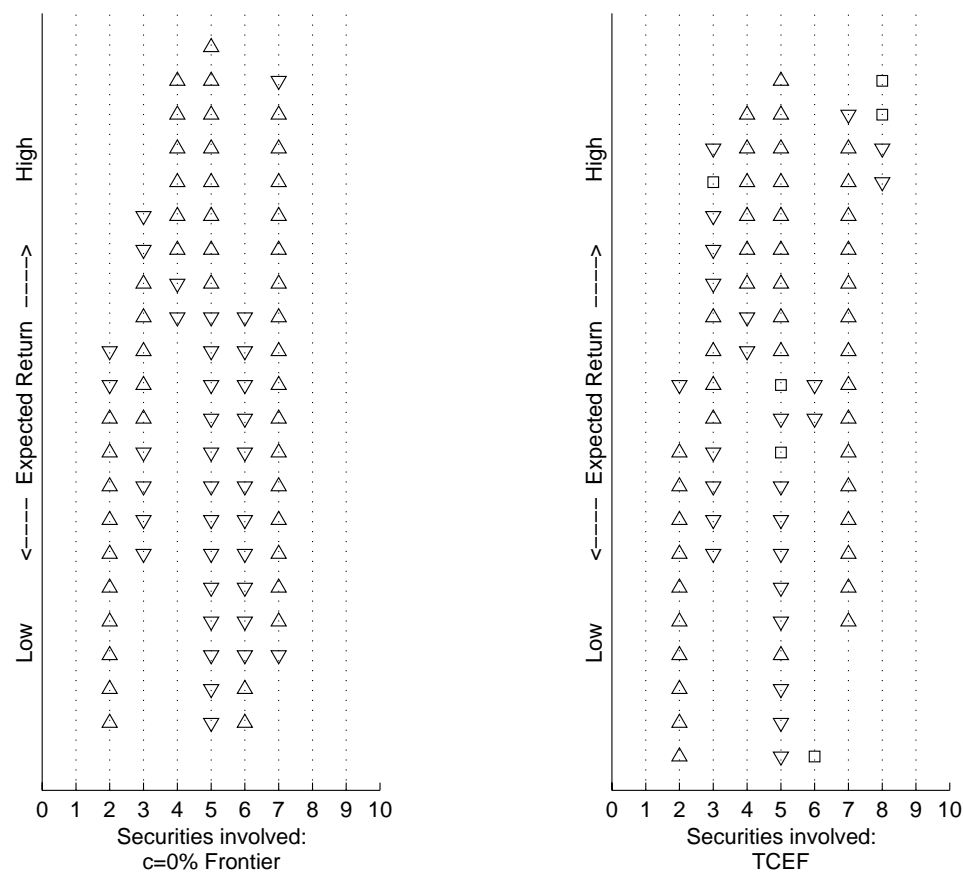 High
<----- Expected Return ----->
Low
0 1 2 3 4 5 6 7 8 9 10
Securities involved:
c=0% Frontier
High
<----- Expected Return ----->
Low
0 1 2 3 4 5 6 7 8 9 10
Securities involved:
TCEF